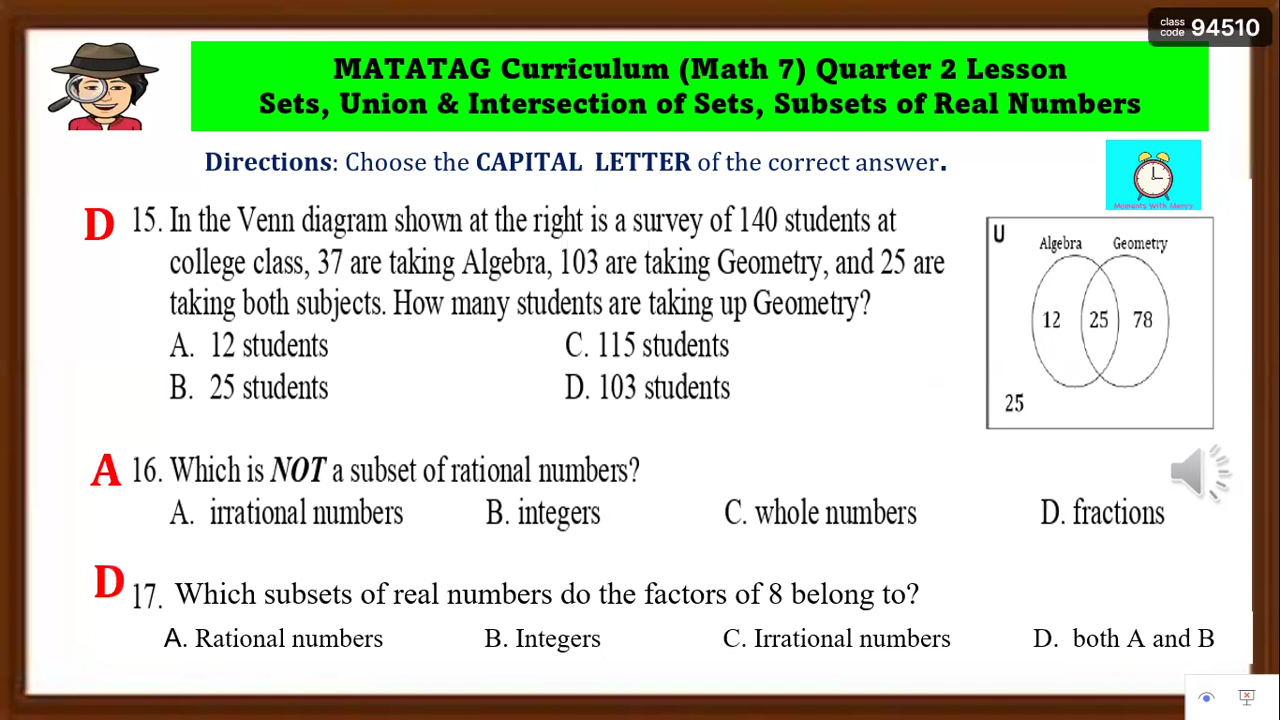 class code 94510
MATATAG Curriculum (Math 7) Quarter 2 Lesson
Sets, Union & Intersection of Sets, Subsets of Real Numbers
Directions: Choose the CAPITAL LETTER of the correct answer.
Moments With Mercy
D 15. In the Venn diagram shown at the right is a survey of 140 students at
college class, 37 are taking Algebra, 103 are taking Geometry, and 25 are
taking both subjects. How many students are taking up Geometry?
A. 12 students C. 115 students
B. 25 students D. 103 students
U
Algebra Geometry
12 25 78
25
A 16. Which is NOT a subset of rational numbers?
A. irrational numbers B. integers C. whole numbers D. fractions
D 17. Which subsets of real numbers do the factors of 8 belong to?
A. Rational numbers B. Integers C. Irrational numbers D. both A and B